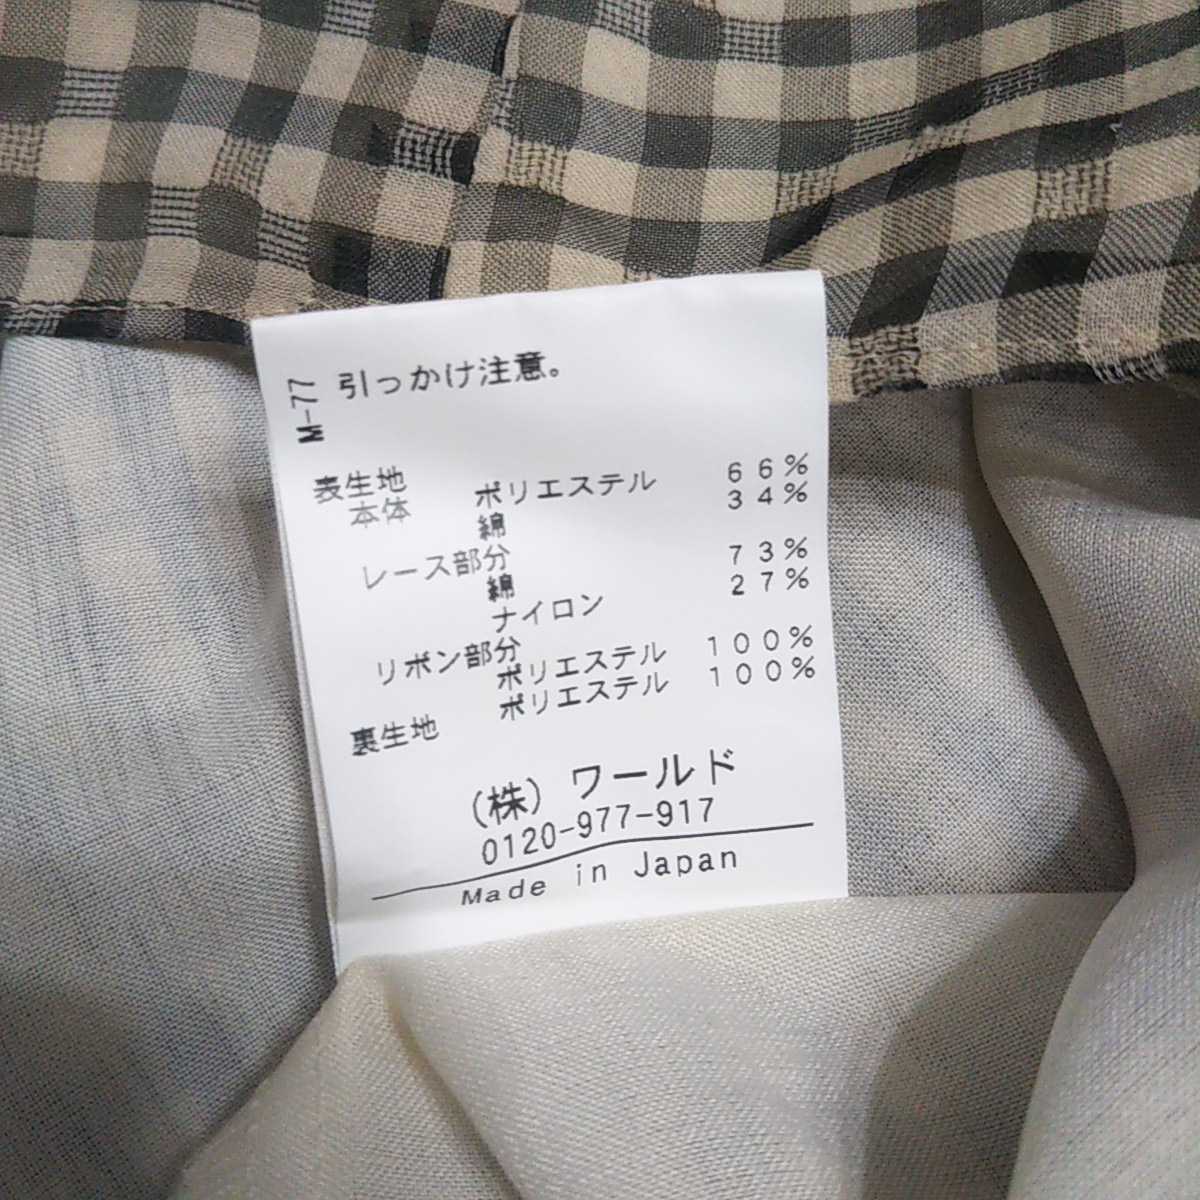 M-77
引っかけ注意。
表生地
本体 ポリエステル 66%
綿 34%
レース部分
綿 73%
ナイロン 27%
リボン部分
ポリエステル 100%
裏生地 ポリエステル 100%
(株) ワールド
0120-977-917
Made in Japan